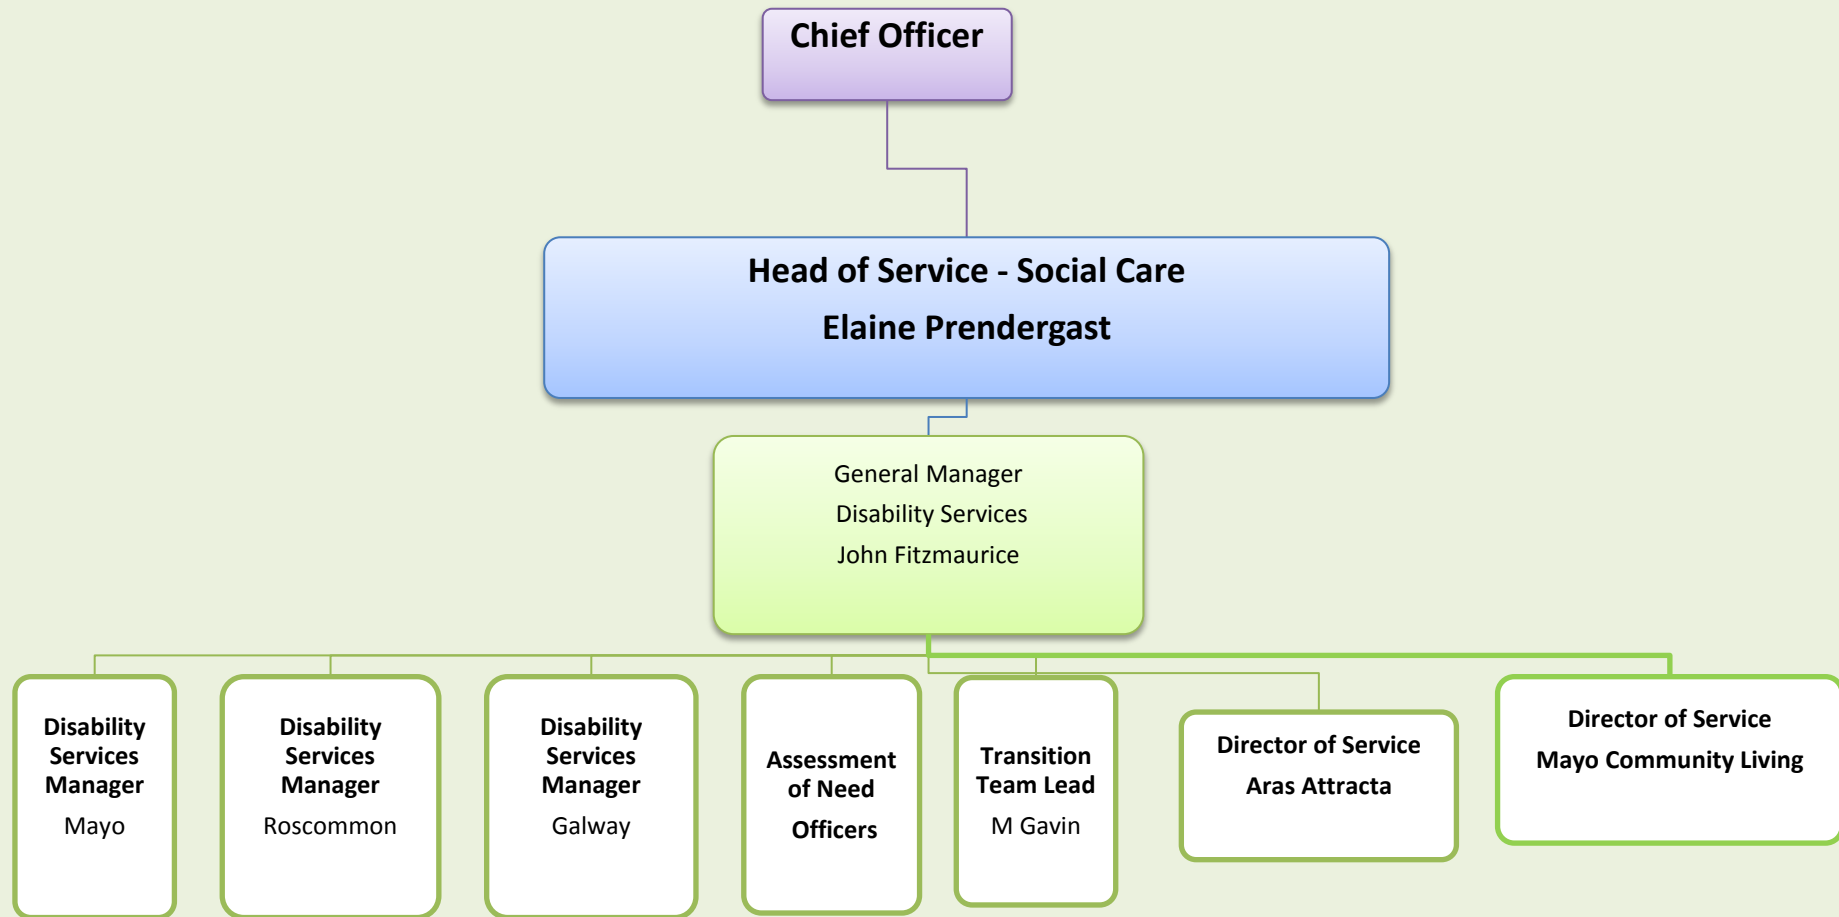 Chief Officer
Head of Service - Social Care
Elaine Prendergast
General Manager
Disability Services
John Fitzmaurice
Disability
Services
Manager
Mayo
Disability
Services
Manager
Roscommon
Disability
Services
Manager
Galway
Assessment
of Need
Officers
Transition
Team Lead
M Gavin
Director of Service
Aras Attracta
Director of Service
Mayo Community Living